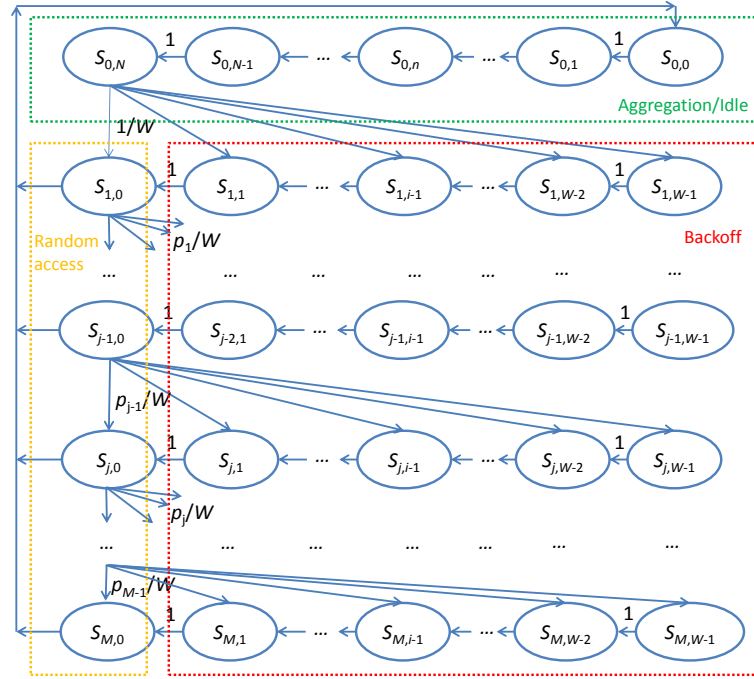 1 1
S0,N S0,N-1 ... S0,n ... S0,1 S0,0
Aggregation/Idle
1/W
1 1
S1,0 S1,1 ... S1,i-1 ... S1,W-2 S1,W-1
Random
access
p1/W
Backoff
... ... ... ... ... ...
1 1
Sj-1,0 Sj-2,1 ... Sj-1,i-1 ... Sj-1,W-2 Sj-1,W-1
pj-1/W
1 1
Sj,0 Sj,1 ... Sj,i-1 ... Sj,W-2 Sj,W-1
pj/W
... ... ... ... ... ...
pM-1/W
1 1
SM,0 SM,1 ... SM,i-1 ... SM,W-2 SM,W-1